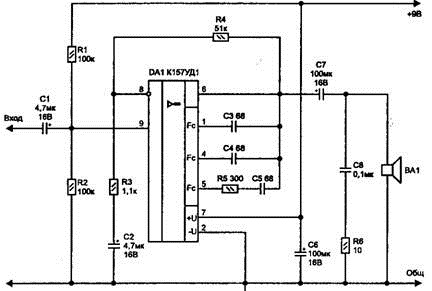 R4
51к
+9В
R1
100к
DA1 К157УД1
C7
100мк
16В
C1
4,7мк
16В
Вход
8
6
9
Fc
1
C3 68
Fc
4
C4 68
Fc
5
R5 300
C5 68
R2
100к
R3
1,1к
C8
0,1мк
BA1
+U
7
-U
2
C2
4,7мк
16В
C6
100мк
16В
R6
10
Общ